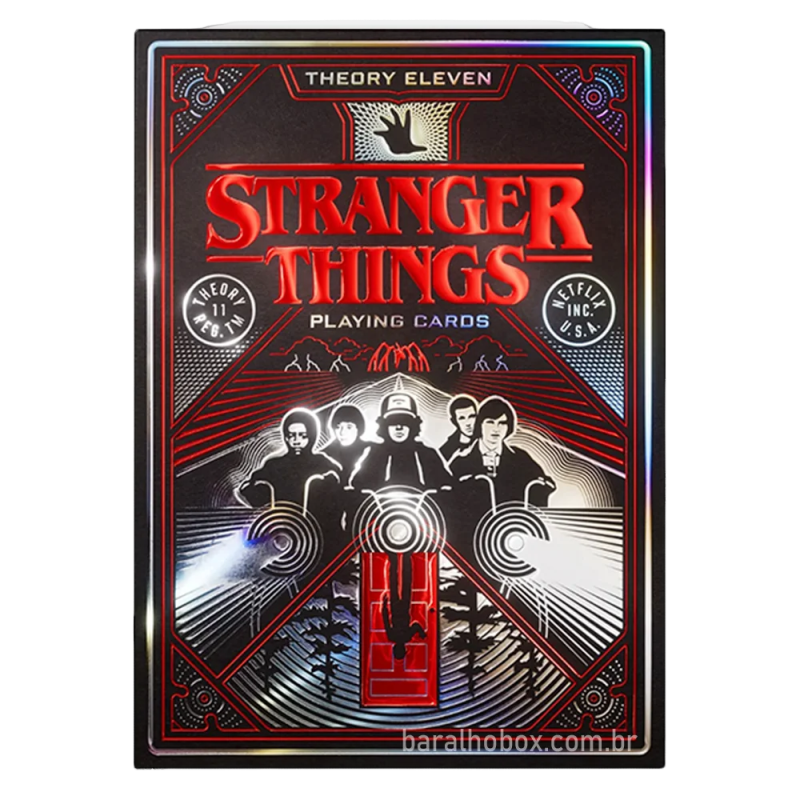 THEORY ELEVEN
STRANGER
THINGS
THEORY
11
REG.TM
NETFLIX
INC.
U.S.A.
PLAYING CARDS
baralhobox.com.br